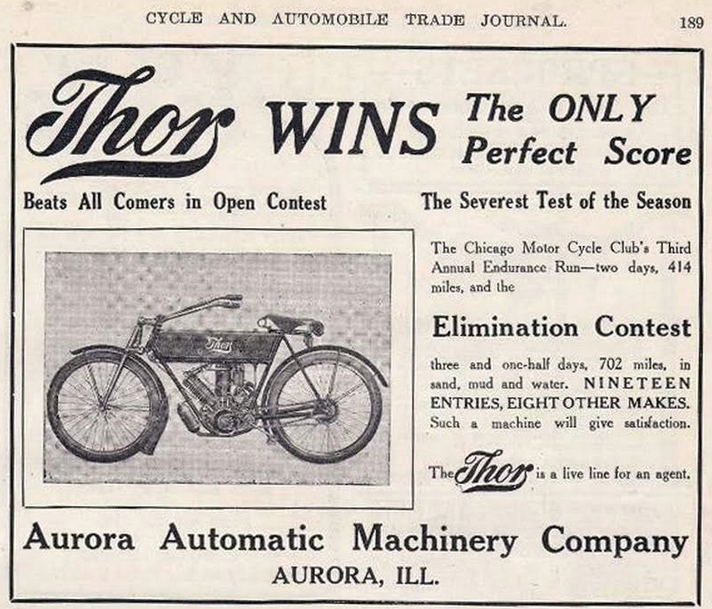 CYCLE AND AUTOMOBILE TRADE JOURNAL. 189
Thor WINS The ONLY
Perfect Score
Beats All Comers in Open Contest
The Severest Test of the Season
The Chicago Motor Cycle Club's Third
Annual Endurance Run—two days, 414
miles, and the
Elimination Contest
three and one-half days, 702 miles, in
sand, mud and water. NINETEEN
ENTRIES, EIGHT OTHER MAKES.
Such a machine will give satisfaction.
The Thor is a live line for an agent.
Thor
Aurora Automatic Machinery Company
AURORA, ILL.